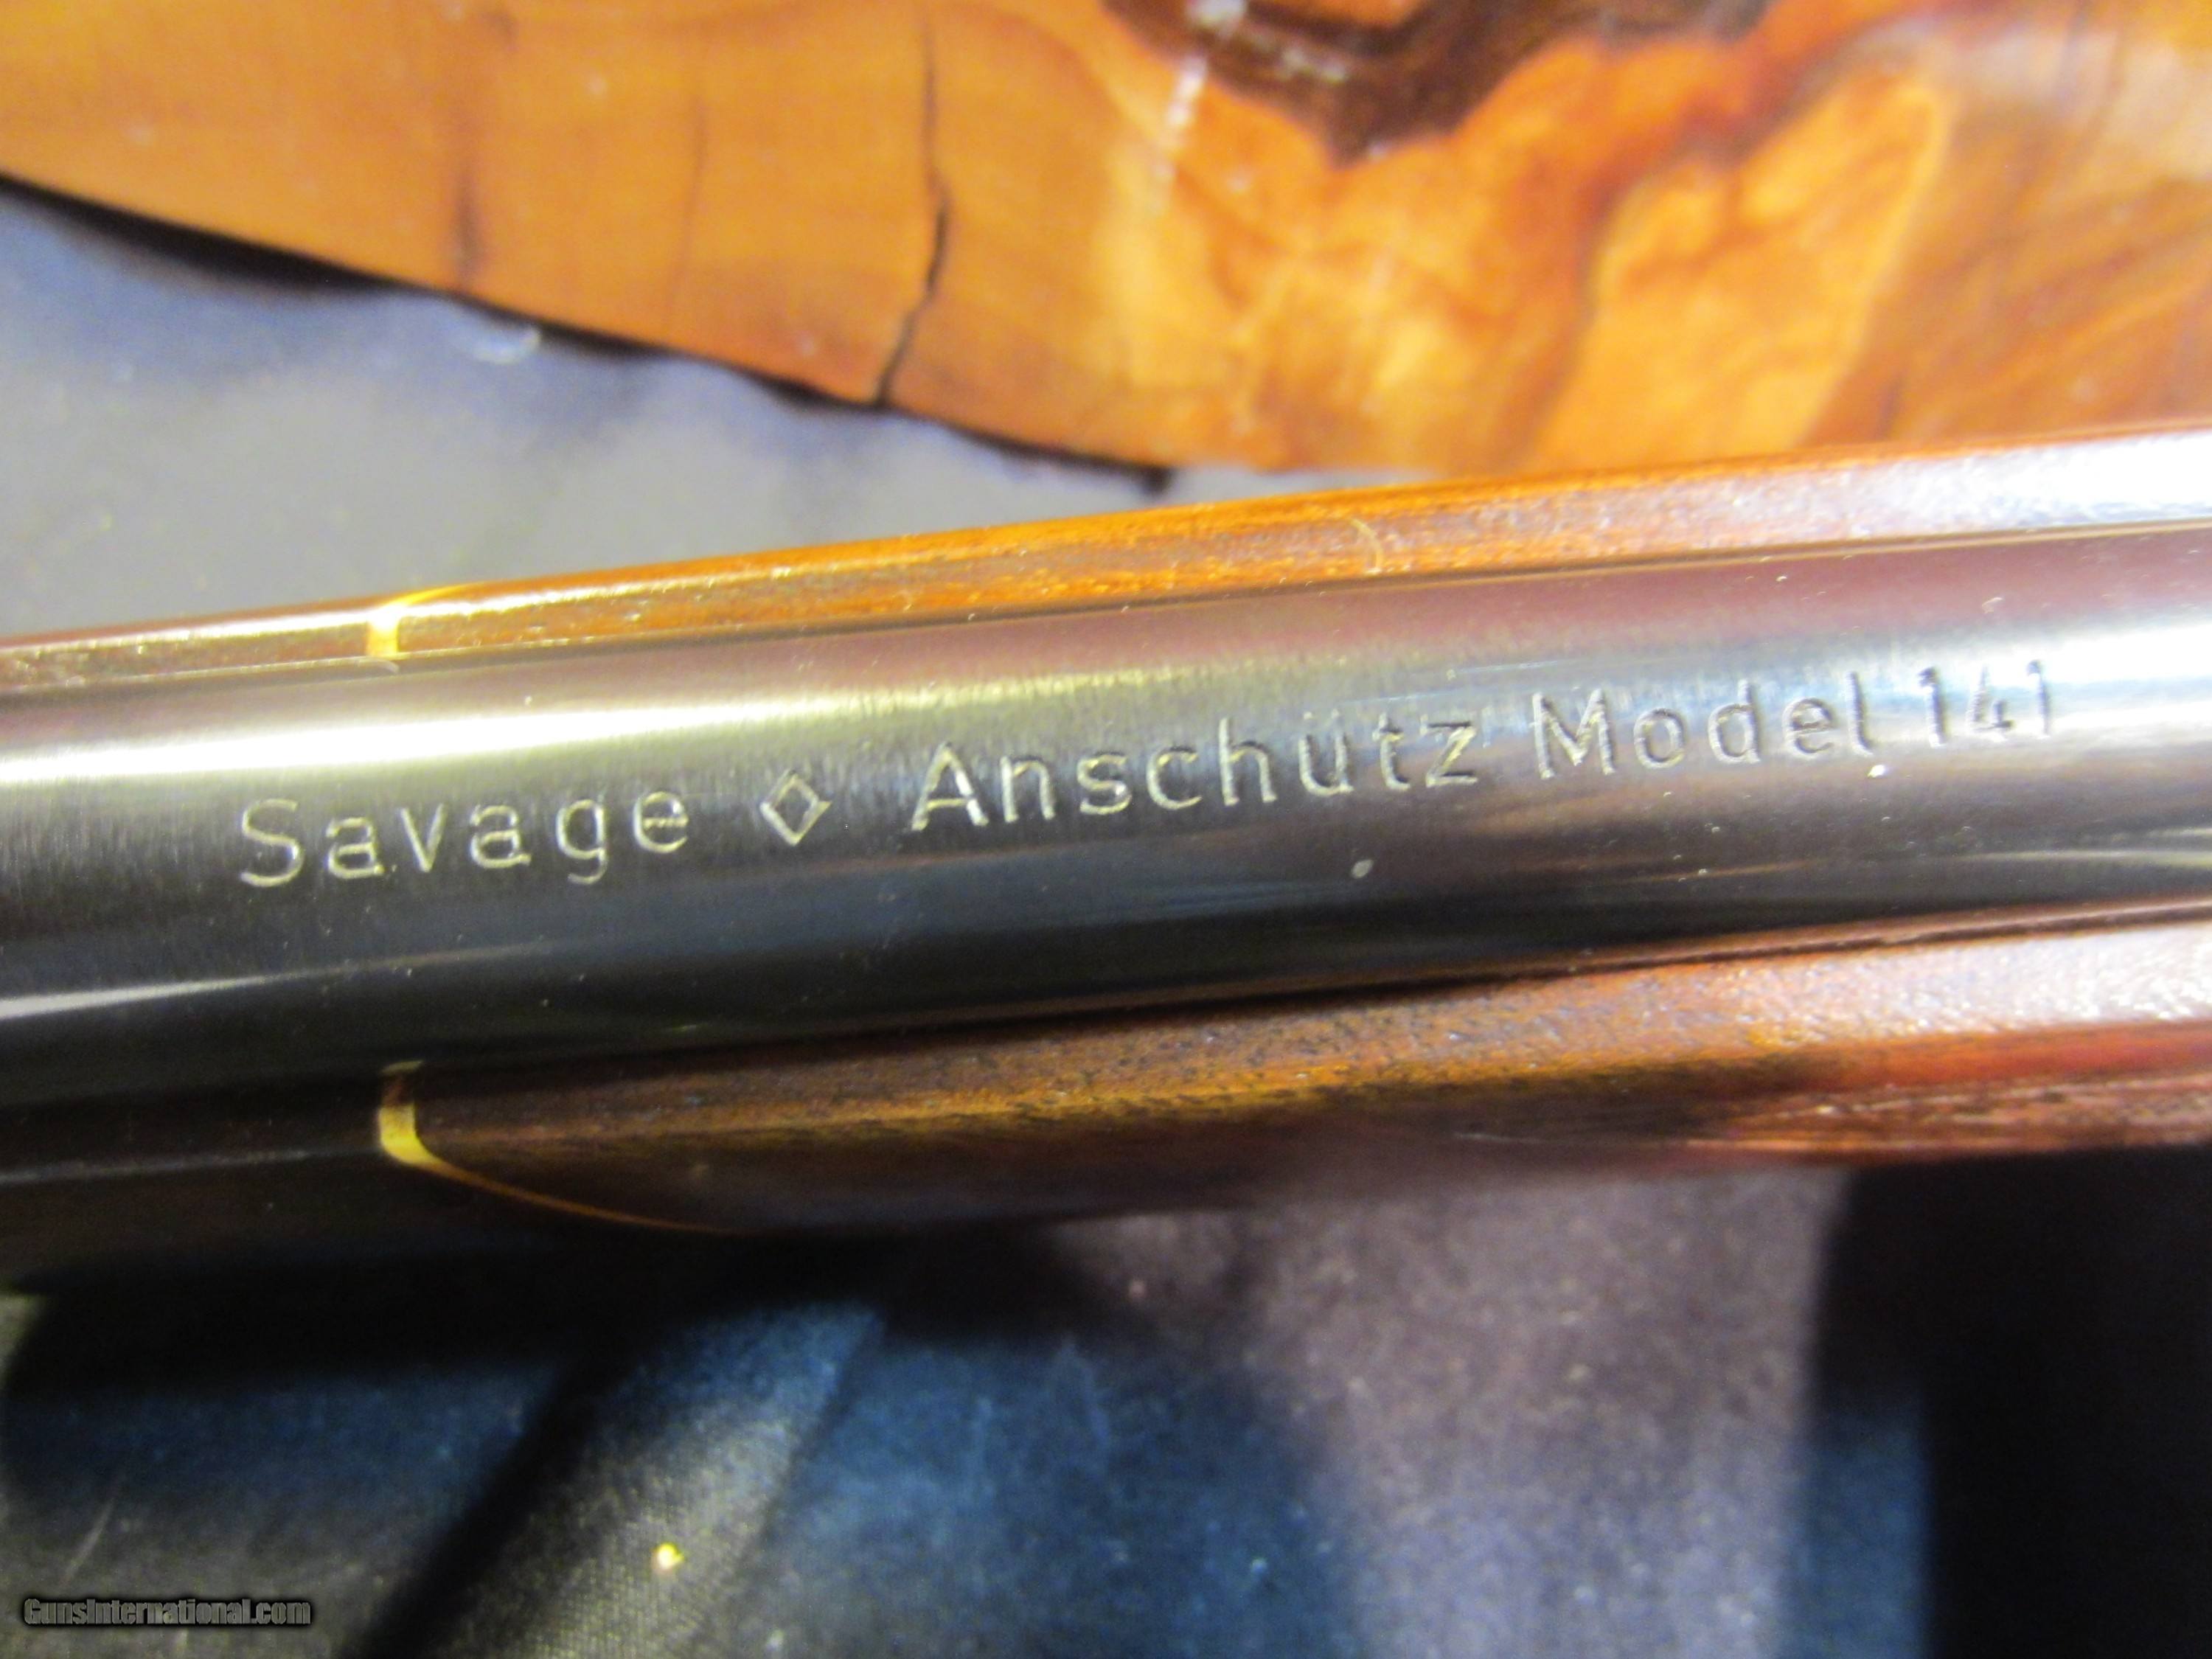 Savage ◇ Anschütz Model 141
GunsInternational.com